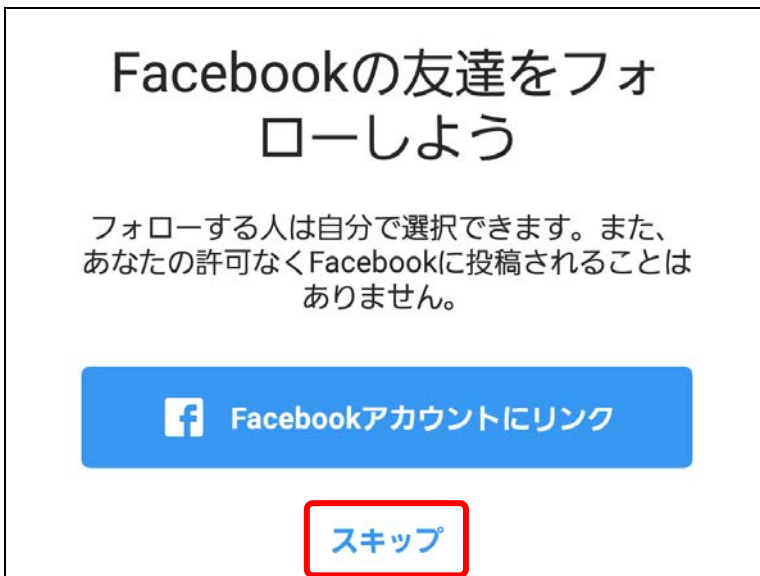 Facebookの友達をフォ
ローしよう
フォローする人は自分で選択できます。また、
あなたの許可なくFacebookに投稿されることは
ありません。
Facebookアカウントにリンク
スキップ